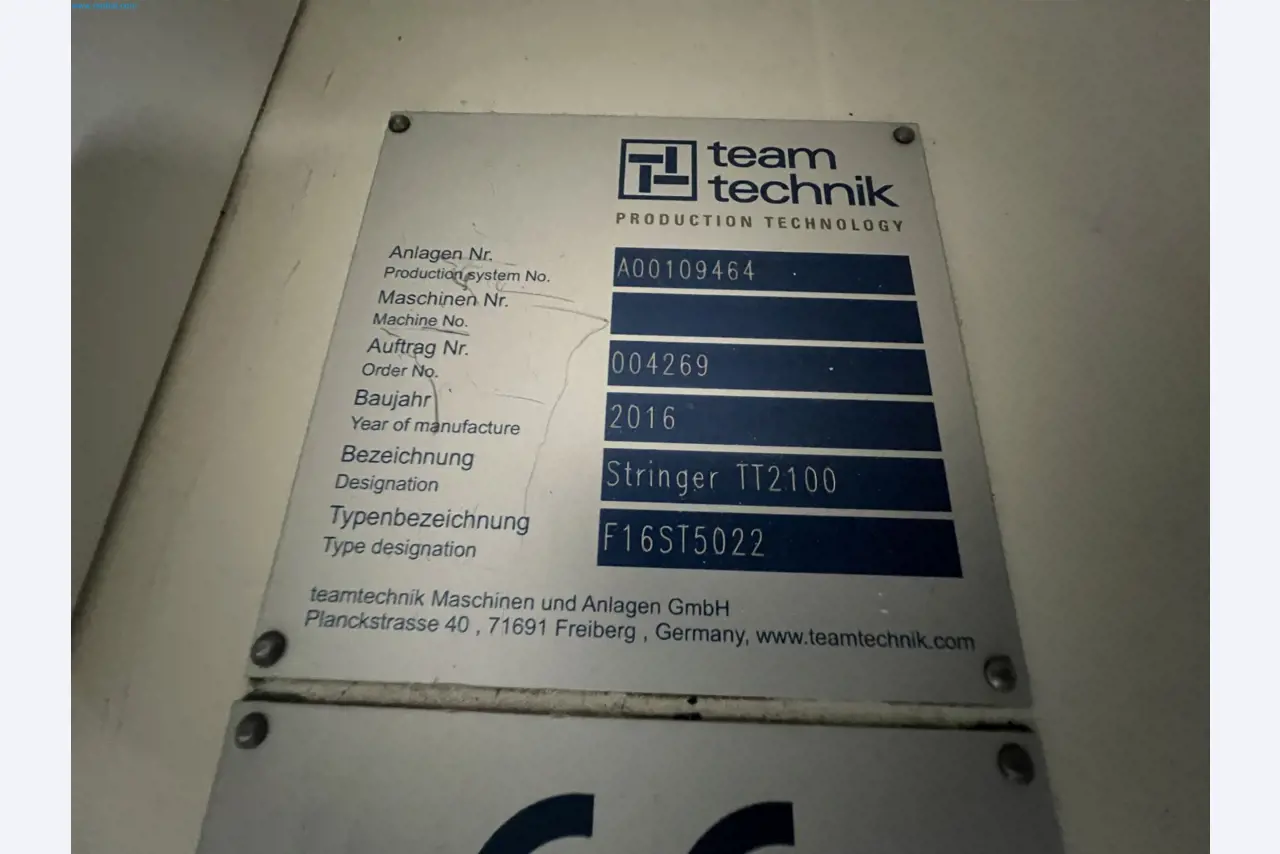 team
technik
PRODUCTION TECHNOLOGY
Anlagen Nr.
Production system No.
A00109464
Maschinen Nr.
Machine No.
Auftrag Nr.
Order No.
004269
Baujahr
Year of manufacture
2016
Bezeichnung
Designation
Stringer TT2100
Typenbezeichnung
Type designation
F16ST5022
teamtechnik Maschinen und Anlagen GmbH
Planckstrasse 40 , 71691 Freiberg , Germany, www.teamtechnik.com